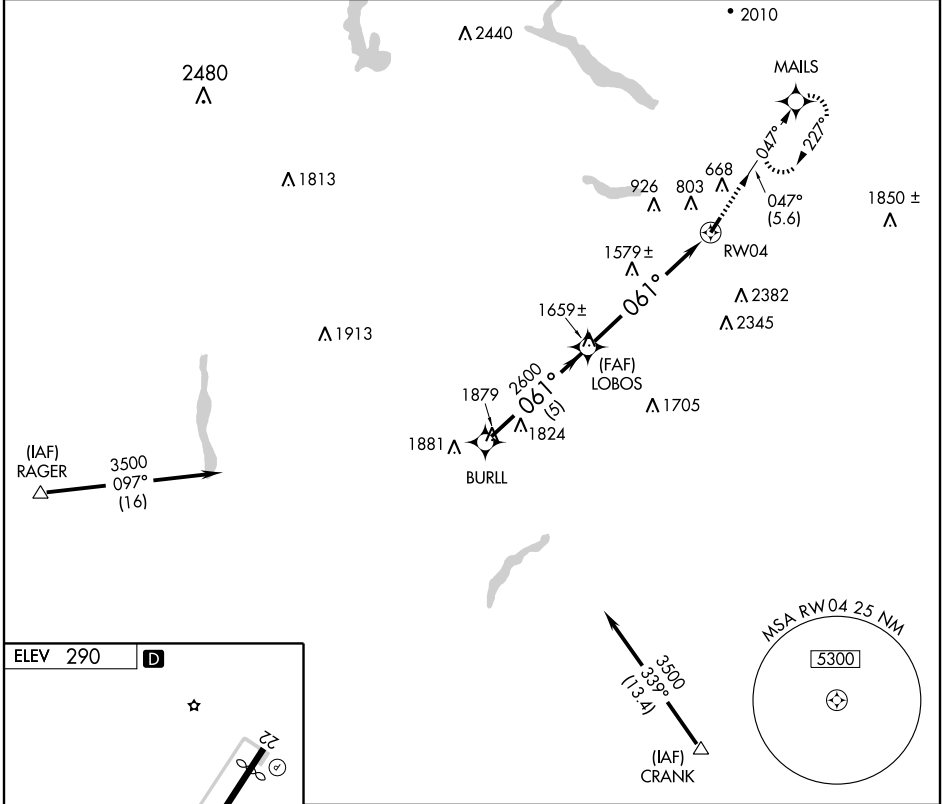 2010
2440
2480
MAILS
047°
227°
1813
668
926
803
047°
(5.6)
1850 ±
RW04
1579 ±
061°
2382
1659 ±
2345
1913
(FAF)
LOBOS
2600
061°
(5)
1879
1705
1881
1824
BURLL
(IAF)
RAGER
3500
097°
(16)
MSA RW 04 25 NM
5300
3500
339°
(13.4)
(IAF)
CRANK
ELEV 290
D
22
P